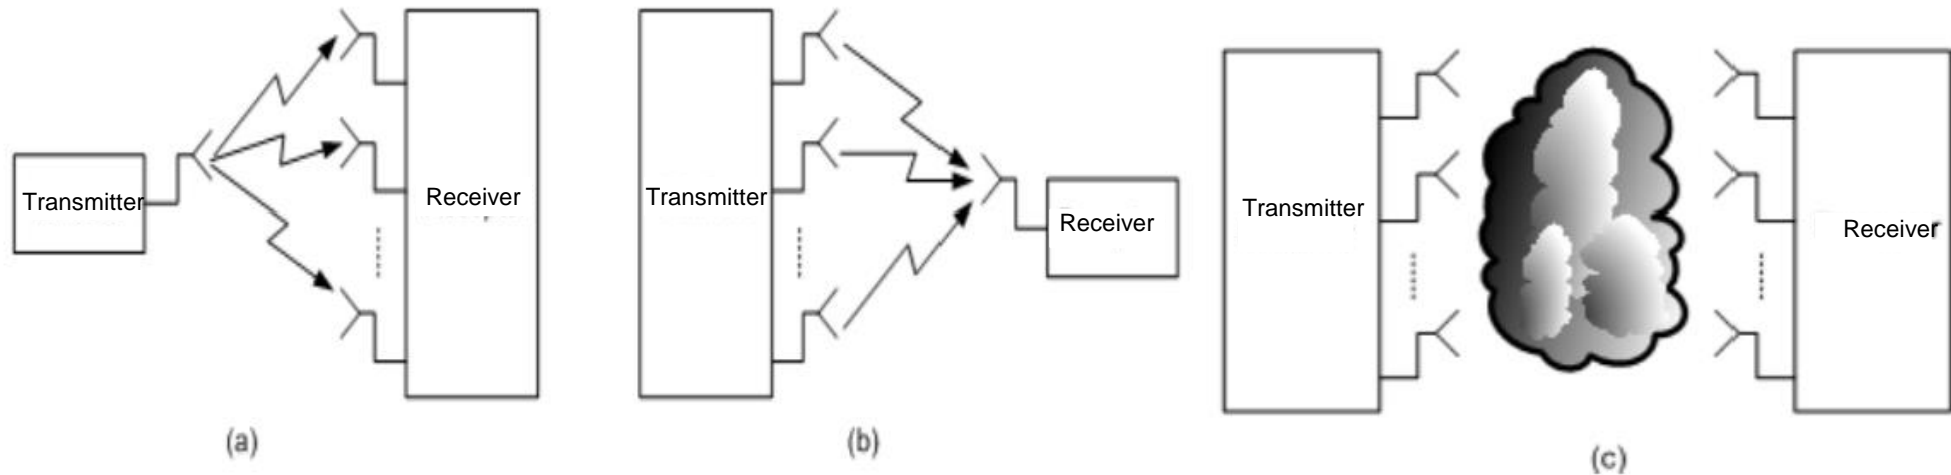 Transmitter
Receiver
Transmitter
Receiver
Transmitter
Receiver
(a)
(b)
(c)